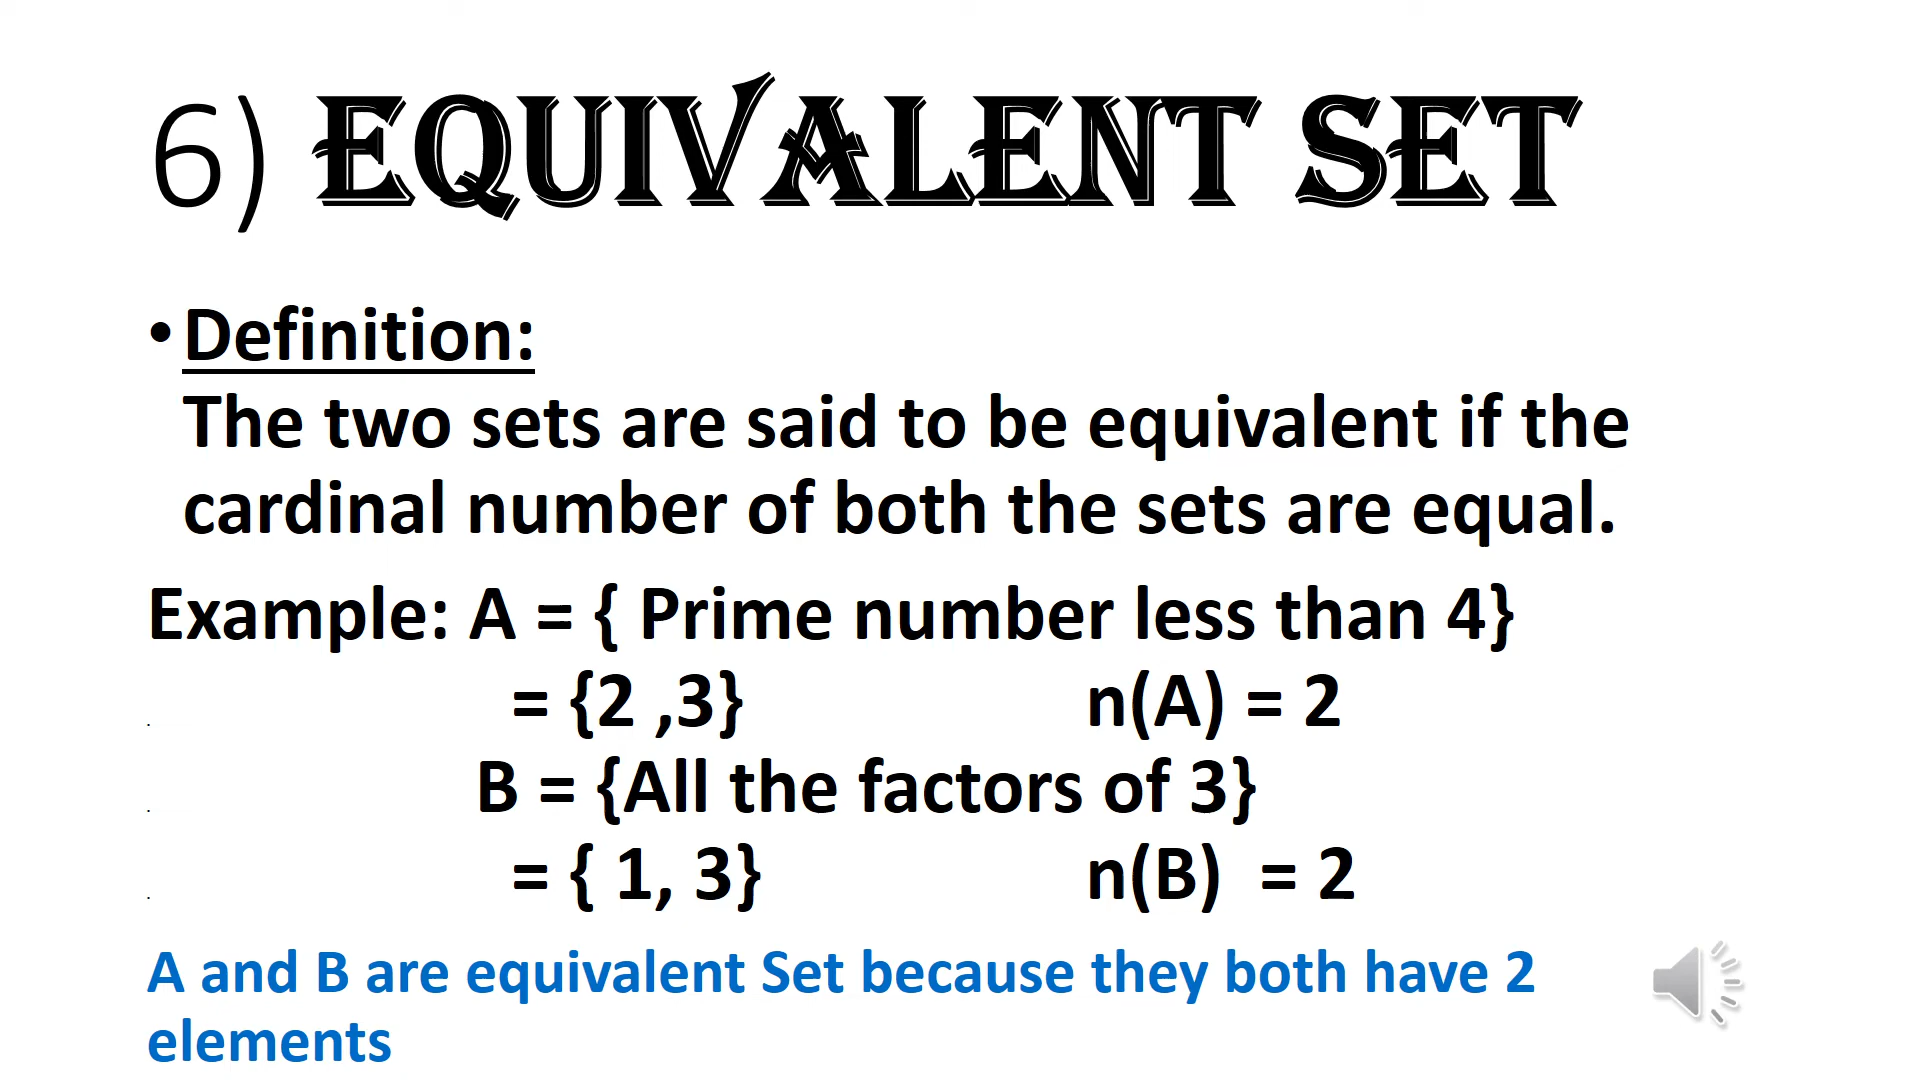 6) EQUIVALENT SET
• Definition:
The two sets are said to be equivalent if the
cardinal number of both the sets are equal.
Example: A = { Prime number less than 4}
. = {2 ,3} n(A) = 2
. B = {All the factors of 3}
. = { 1, 3} n(B) = 2
A and B are equivalent Set because they both have 2
elements